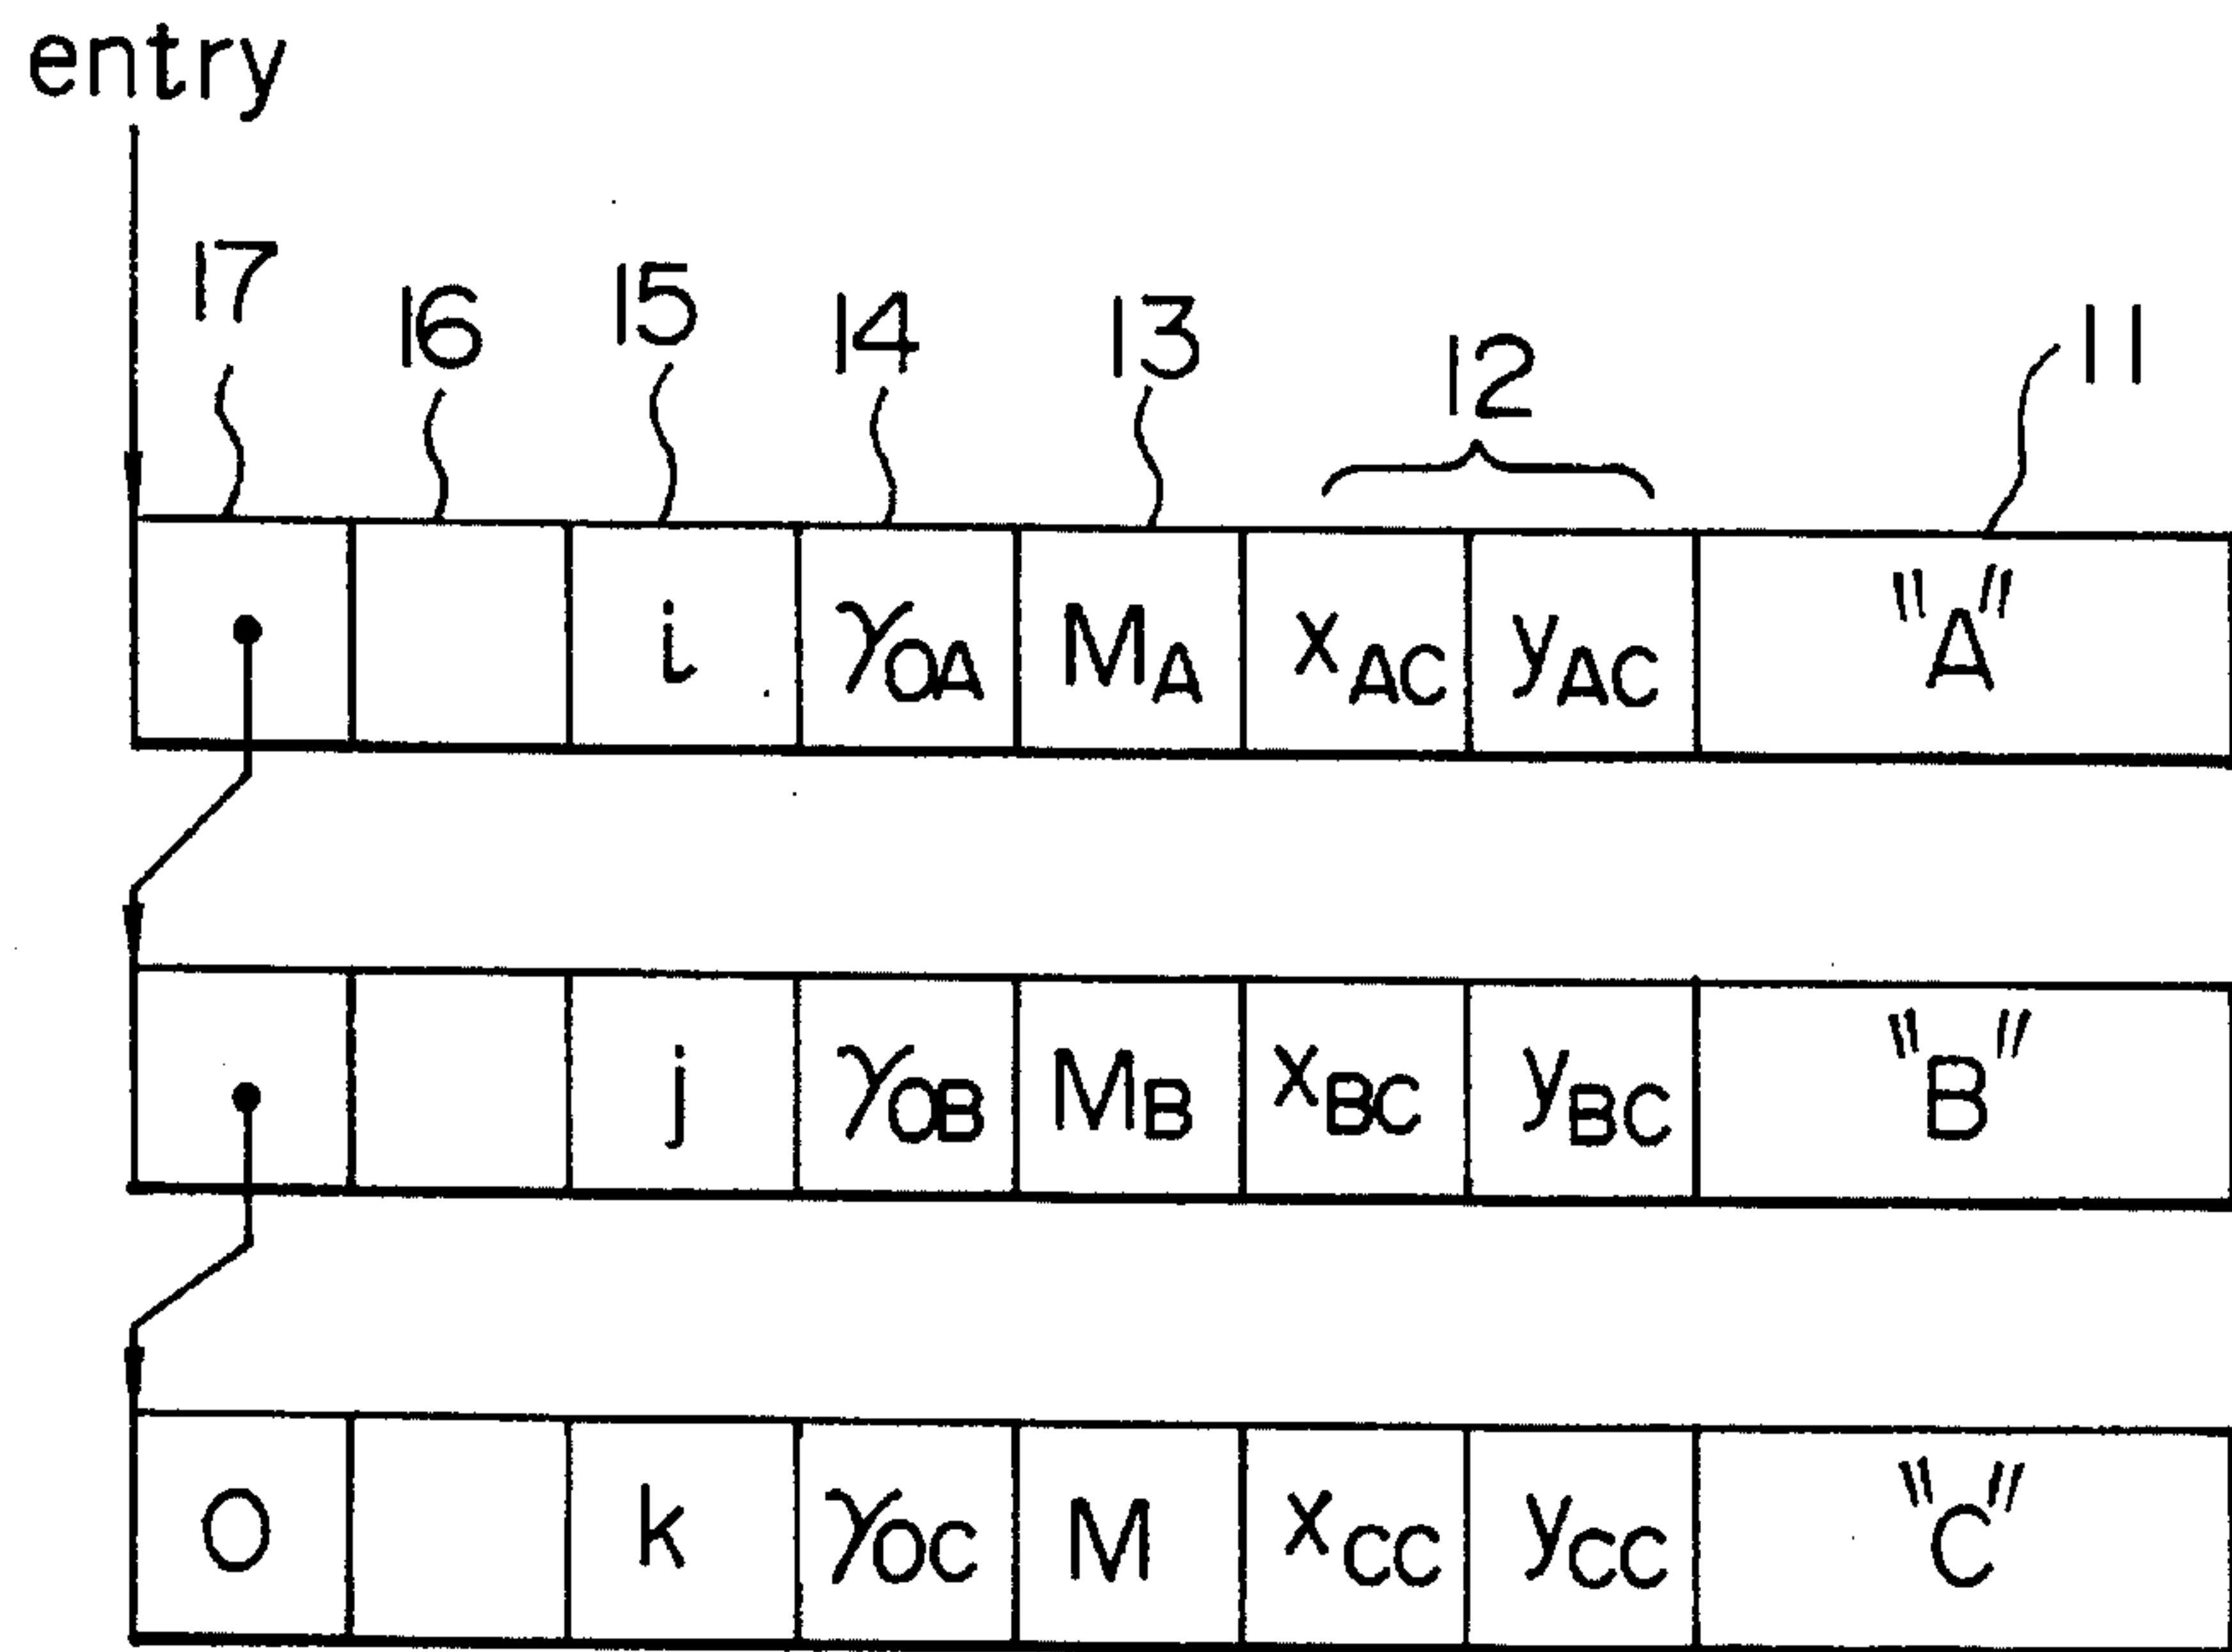 entry
17 16 15 14 13 12 11
i γOA MA xAC yAC "A"
j γOB MB xBC yBC "B"
0 k γOC M xCC yCC "C"